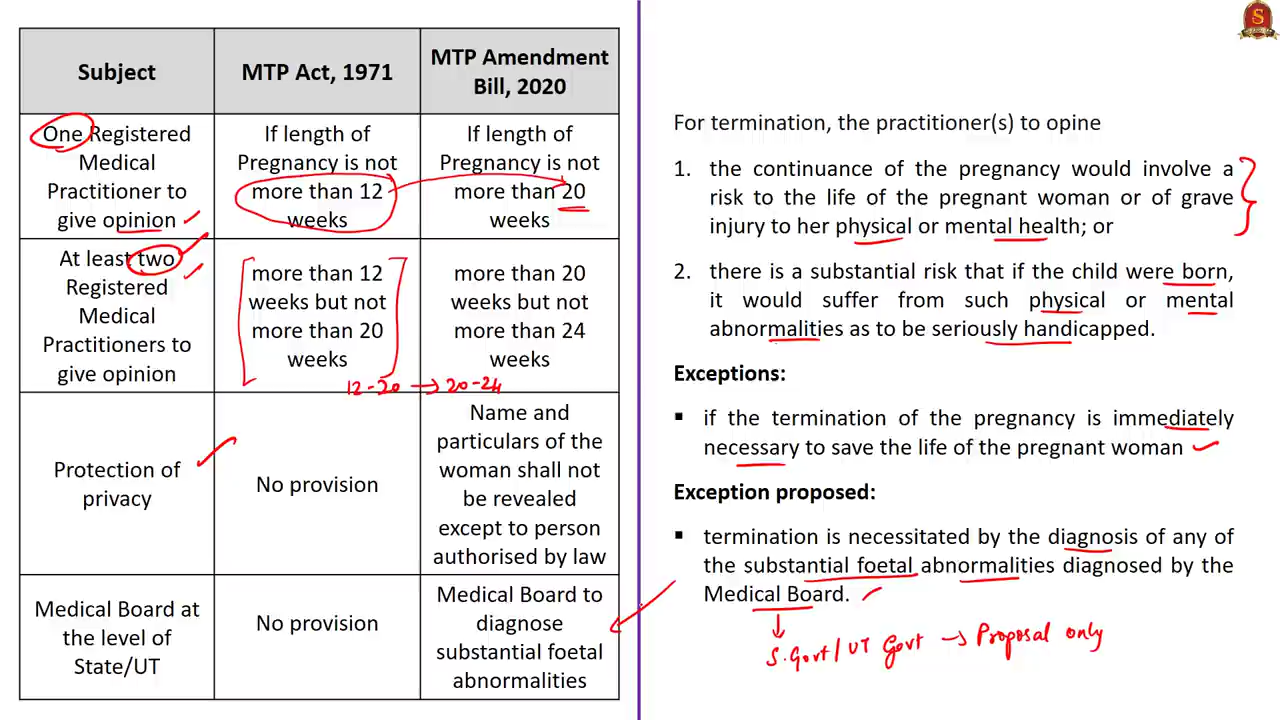 Subject
MTP Act, 1971
MTP Amendment
Bill, 2020
One Registered
Medical
Practitioner to
give opinion
If length of
Pregnancy is not
more than 12
weeks
If length of
Pregnancy is not
more than 20
weeks
At least two
Registered
Medical
Practitioners to
give opinion
more than 12
weeks but not
more than 20
weeks
more than 20
weeks but not
more than 24
weeks
12-20 → 20-24
Protection of
privacy
No provision
Name and
particulars of the
woman shall not
be revealed
except to person
authorised by law
Medical Board at
the level of
State/UT
No provision
Medical Board to
diagnose
substantial foetal
abnormalities
For termination, the practitioner(s) to opine
1. the continuance of the pregnancy would involve a
risk to the life of the pregnant woman or of grave
injury to her physical or mental health; or
2. there is a substantial risk that if the child were born,
it would suffer from such physical or mental
abnormalities as to be seriously handicapped.
Exceptions:
▪ if the termination of the pregnancy is immediately
necessary to save the life of the pregnant woman
Exception proposed:
▪ termination is necessitated by the diagnosis of any of
the substantial foetal abnormalities diagnosed by the
Medical Board.
S.Govt/UT Govt → Proposal only
S